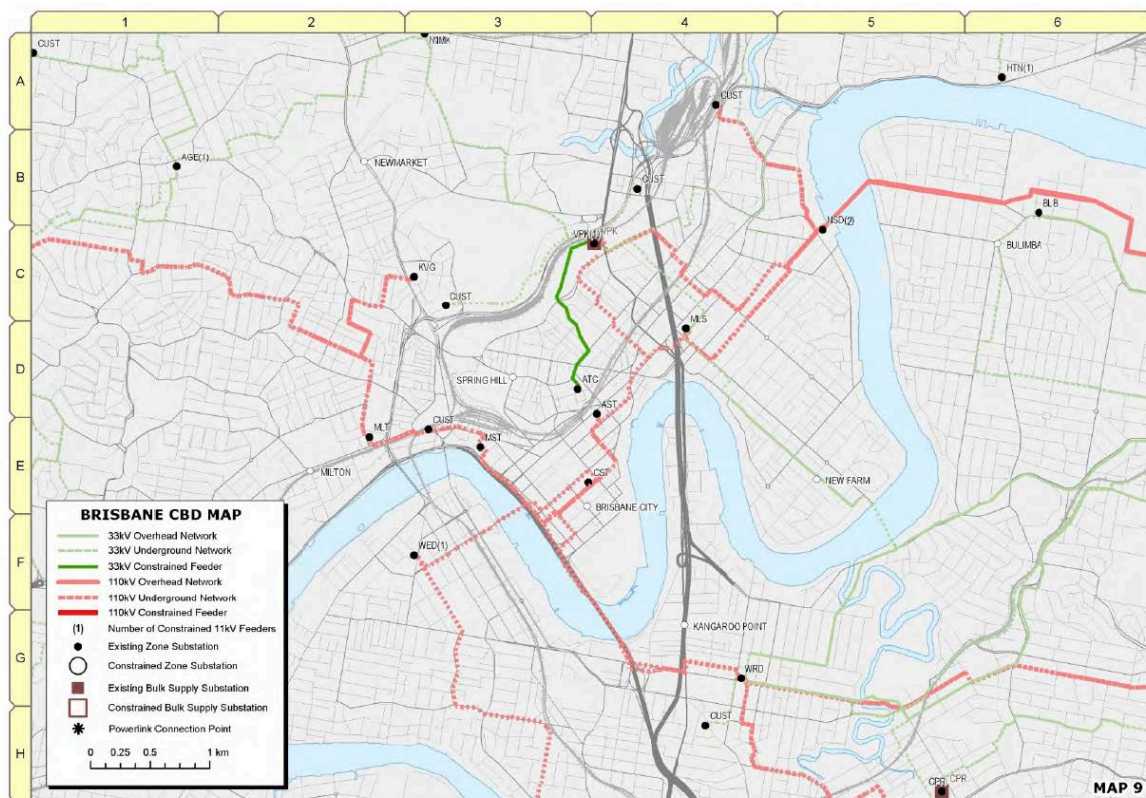 1 2 3 4 5 6
A
B
C
D
E
F
G
H
CUST
NMK
HTN(1)
CUST
AGE(1)
NEWMARKET
CUST
BLB
NSD(2)
VPK(1) VPK
BULIMBA
KVG
CUST
MLS
SPRING HILL
ATC
AST
MLT
CUST
MST
MILTON
CST
NEW FARM
BRISBANE CITY
WED(1)
KANGAROO POINT
WRD
CUST
CPR CPR
BRISBANE CBD MAP
33kV Overhead Network
33kV Underground Network
33kV Constrained Feeder
110kV Overhead Network
110kV Underground Network
110kV Constrained Feeder
(1) Number of Constrained 11kV Feeders
Existing Zone Substation
Constrained Zone Substation
Existing Bulk Supply Substation
Constrained Bulk Supply Substation
Powerlink Connection Point
0 0.25 0.5 1 km
MAP 9